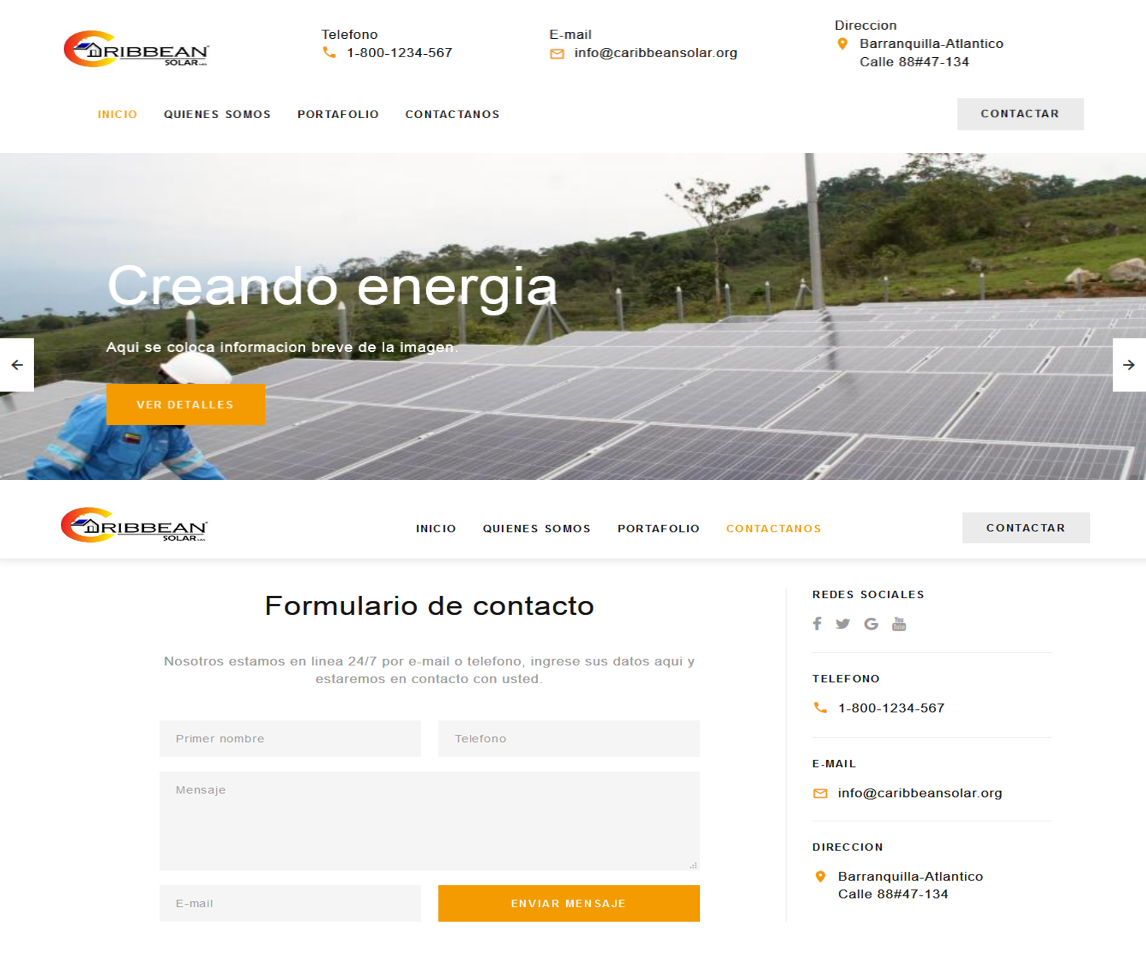 CARIBBEAN
SOLAR S.A.S.
Telefono
1-800-1234-567
E-mail
info@caribbeansolar.org
Direccion
Barranquilla-Atlantico
Calle 88#47-134
INICIO QUIENES SOMOS PORTAFOLIO CONTACTANOS CONTACTAR
Creando energia
Aqui se coloca informacion breve de la imagen.
VER DETALLES
CARIBBEAN
SOLAR S.A.S.
INICIO QUIENES SOMOS PORTAFOLIO CONTACTANOS CONTACTAR
Formulario de contacto
Nosotros estamos en linea 24/7 por e-mail o telefono, ingrese sus datos aqui y
estaremos en contacto con usted.
Primer nombre
Telefono
Mensaje
E-mail
ENVIAR MENSAJE
REDES SOCIALES
TELEFONO
1-800-1234-567
E-MAIL
info@caribbeansolar.org
DIRECCION
Barranquilla-Atlantico
Calle 88#47-134